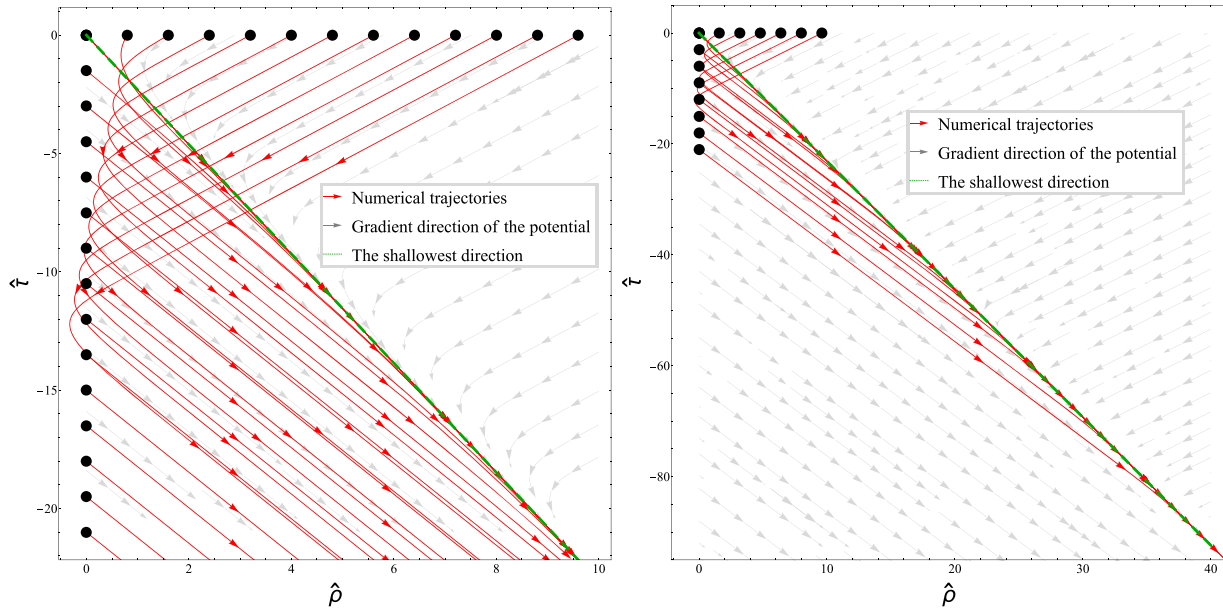 0
−5
−10
−15
−20
τ̂
0
2
4
6
8
10
ρ̂
Numerical trajectories
Gradient direction of the potential
The shallowest direction
0
−20
−40
−60
−80
τ̂
0
10
20
30
40
ρ̂
Numerical trajectories
Gradient direction of the potential
The shallowest direction